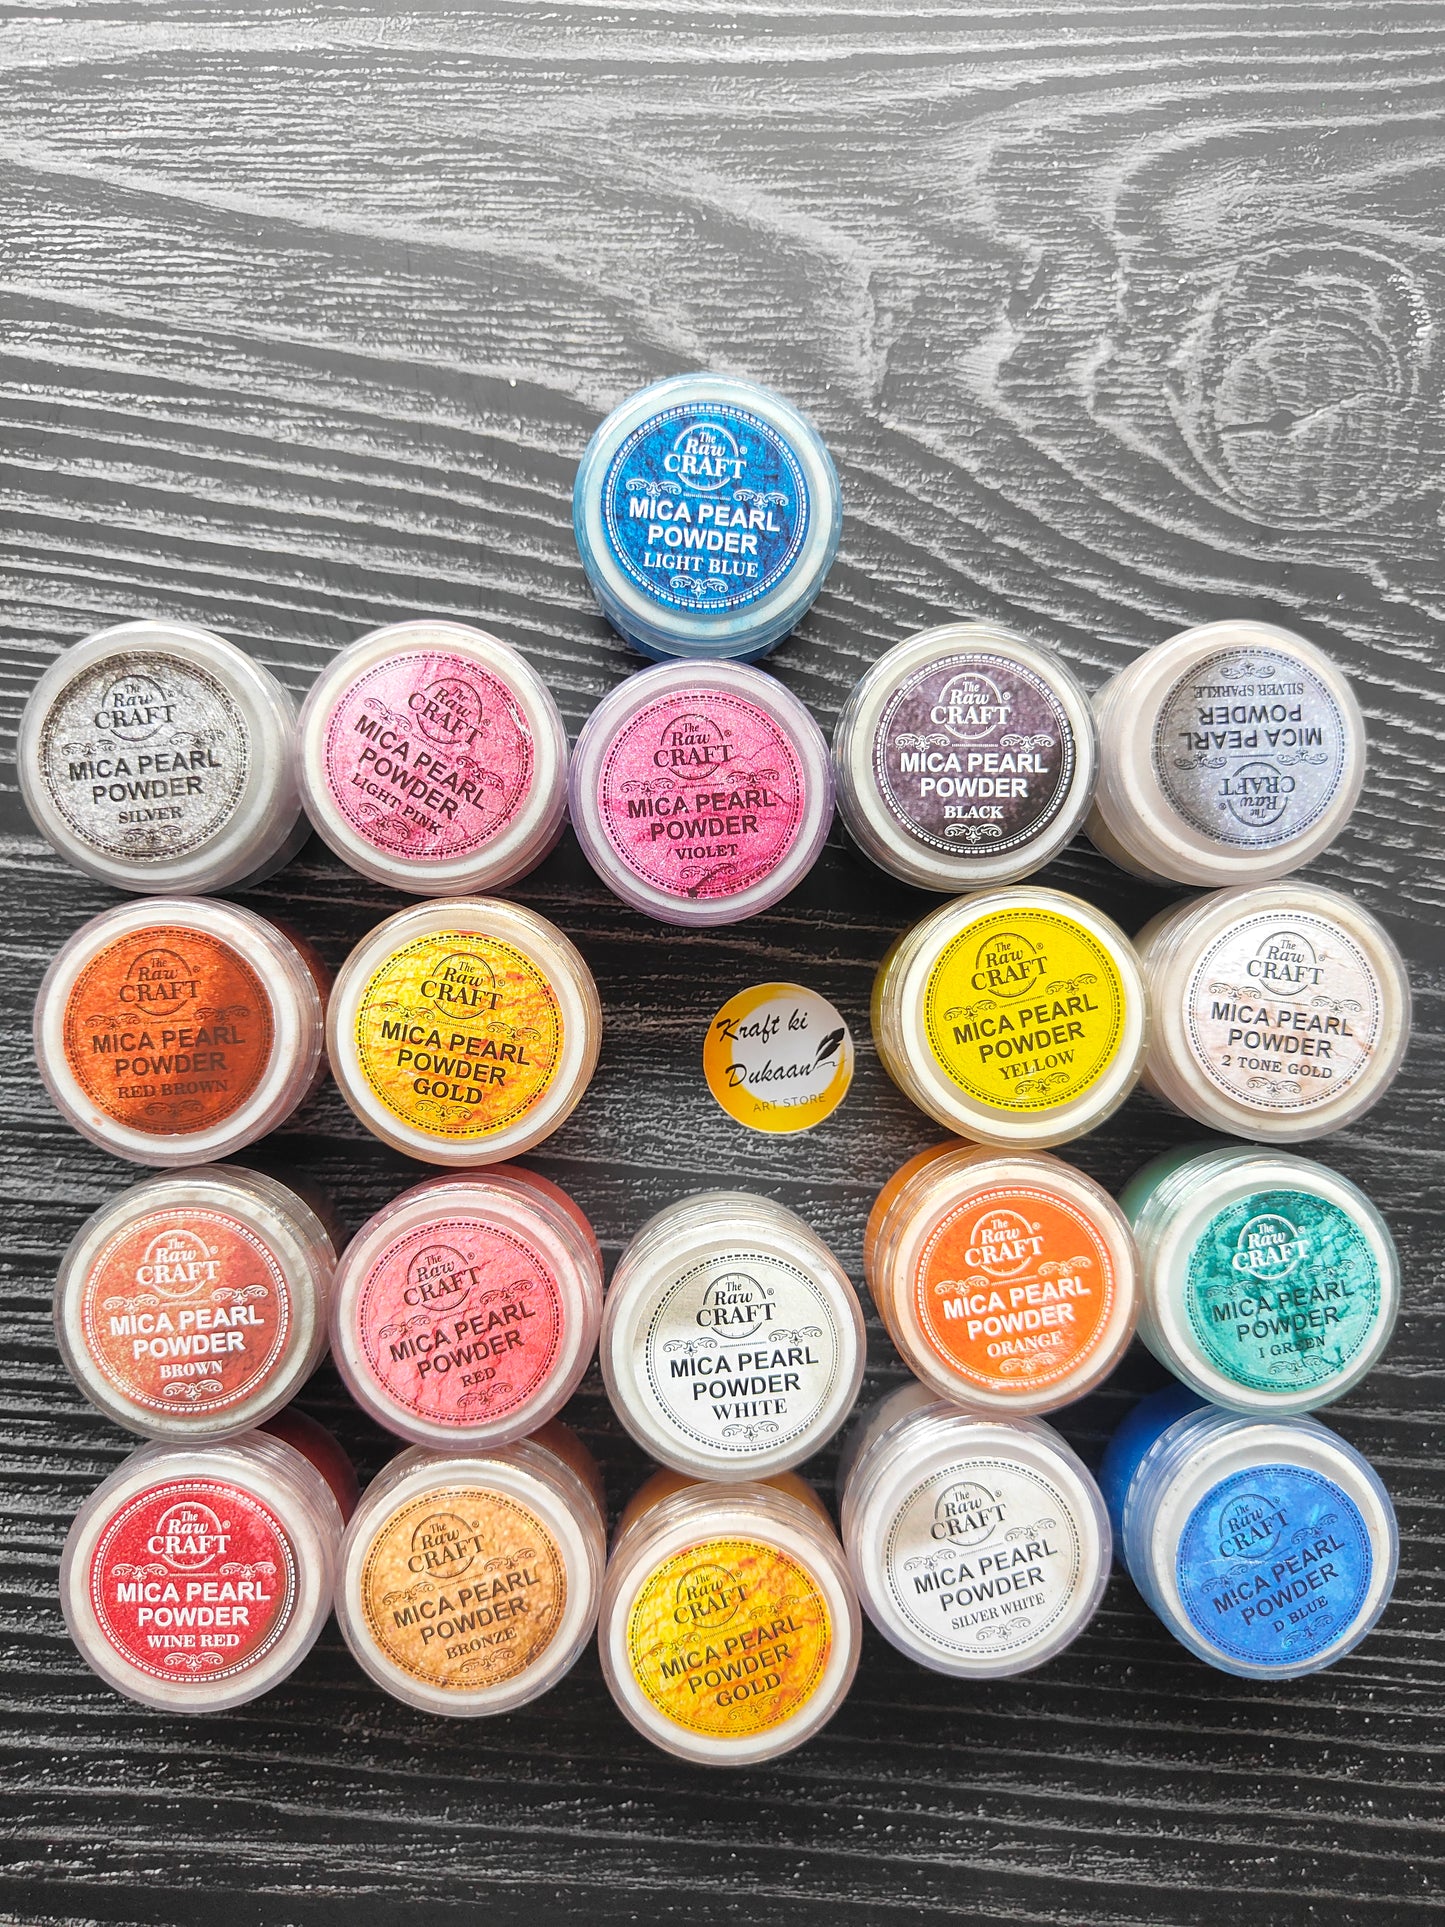 The
Raw
CRAFT
®
MICA PEARL
POWDER
LIGHT BLUE
The
Raw
CRAFT
®
MICA PEARL
POWDER
SILVER
The
Raw
CRAFT
®
MICA PEARL
POWDER
LIGHT PINK
The
Raw
CRAFT
®
MICA PEARL
POWDER
VIOLET
The
Raw
CRAFT
®
MICA PEARL
POWDER
BLACK
The
Raw
CRAFT
®
MICA PEARL
POWDER
SILVER SPARKLE
The
Raw
CRAFT
®
MICA PEARL
POWDER
RED BROWN
The
Raw
CRAFT
®
MICA PEARL
POWDER
GOLD
Kraft ki
Dukaan
ART STORE
The
Raw
CRAFT
®
MICA PEARL
POWDER
YELLOW
The
Raw
CRAFT
®
MICA PEARL
POWDER
2 TONE GOLD
The
Raw
CRAFT
®
MICA PEARL
POWDER
BROWN
The
Raw
CRAFT
®
MICA PEARL
POWDER
RED
The
Raw
CRAFT
®
MICA PEARL
POWDER
WHITE
The
Raw
CRAFT
®
MICA PEARL
POWDER
ORANGE
The
Raw
CRAFT
®
MICA PEARL
POWDER
I GREEN
The
Raw
CRAFT
®
MICA PEARL
POWDER
WINE RED
The
Raw
CRAFT
®
MICA PEARL
POWDER
BRONZE
The
Raw
CRAFT
®
MICA PEARL
POWDER
GOLD
The
Raw
CRAFT
®
MICA PEARL
POWDER
SILVER WHITE
The
Raw
CRAFT
®
MICA PEARL
POWDER
D BLUE